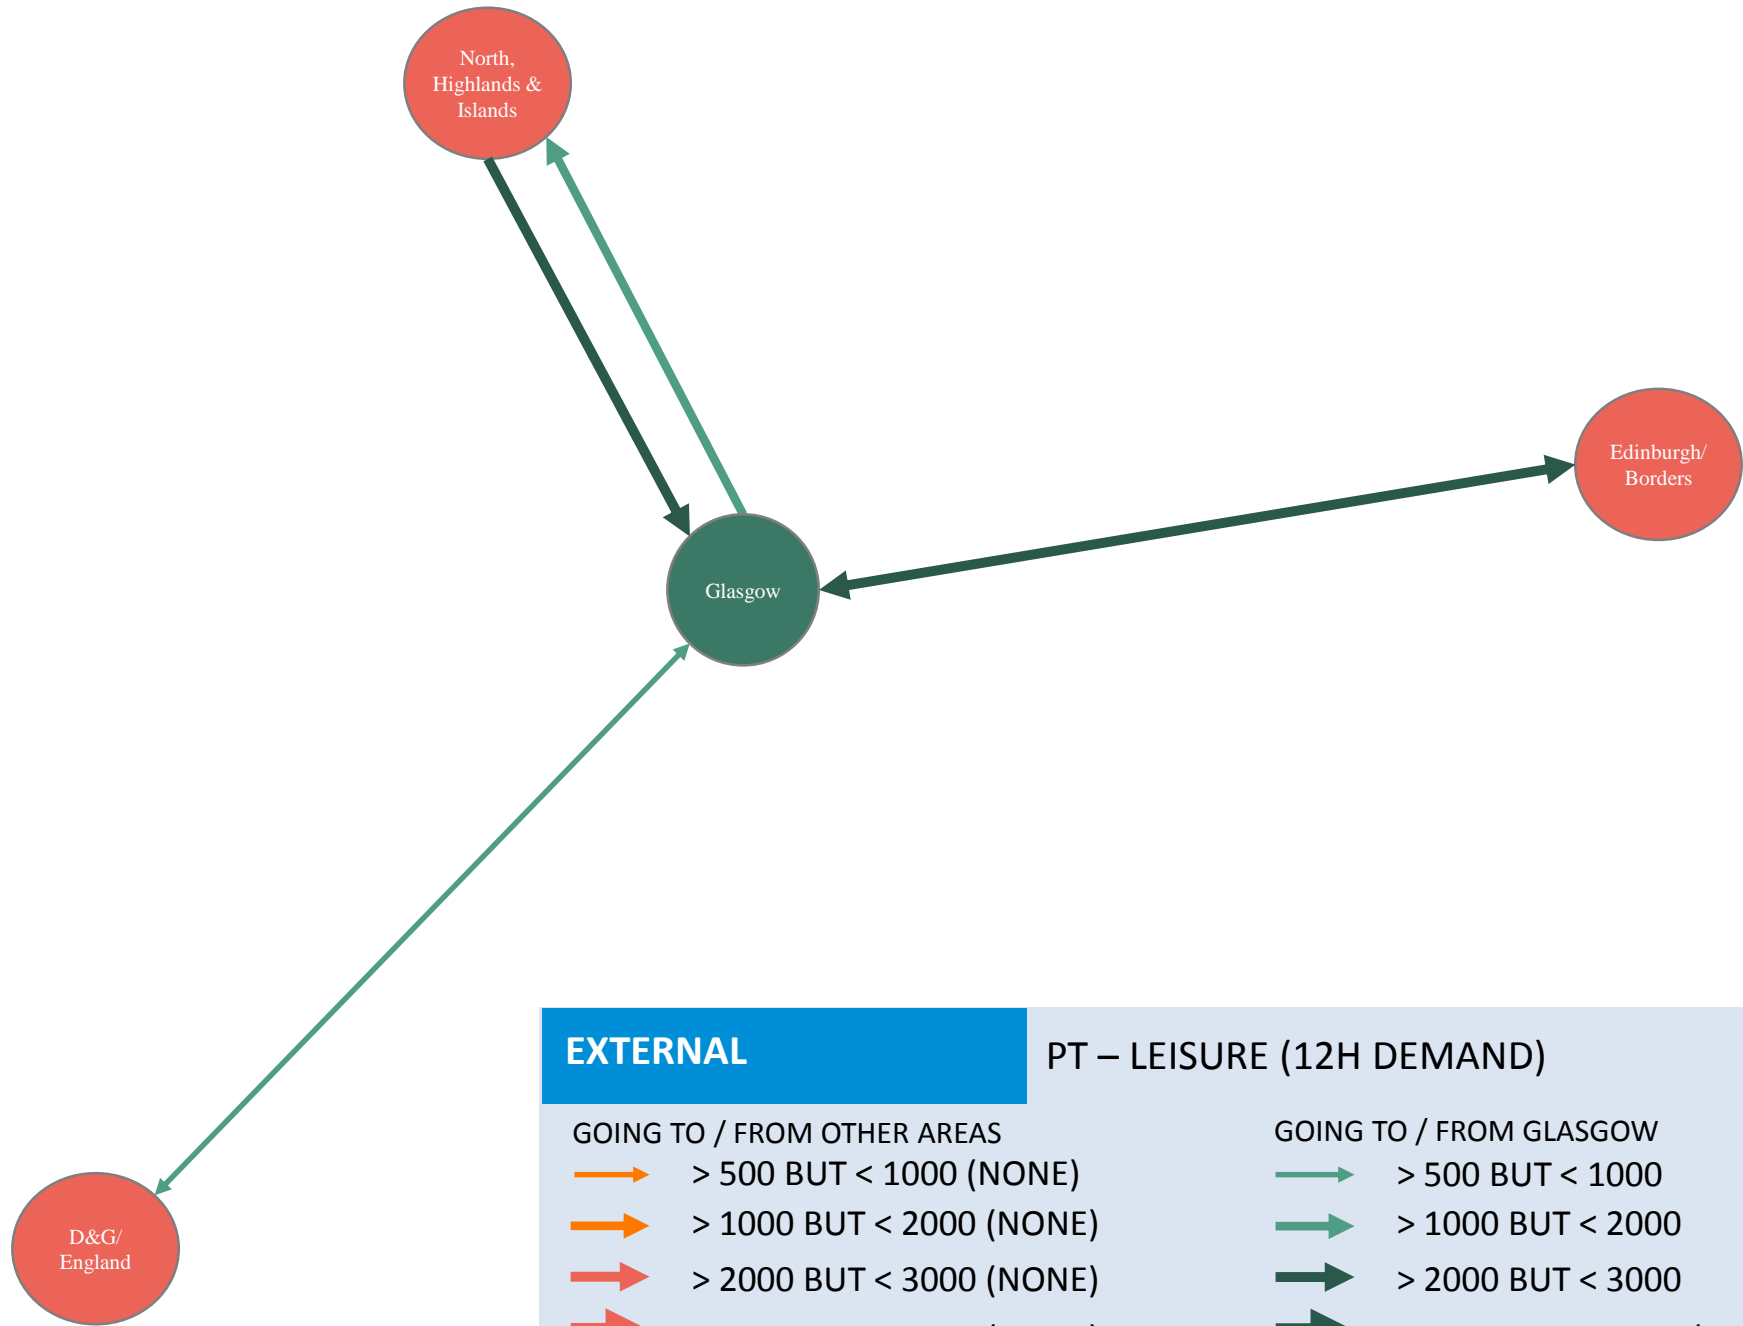 North,
Highlands &
Islands
Edinburgh/
Borders
Glasgow
D&G/
England
EXTERNAL
PT – LEISURE (12H DEMAND)
GOING TO / FROM OTHER AREAS
> 500 BUT < 1000 (NONE)
> 1000 BUT < 2000 (NONE)
> 2000 BUT < 3000 (NONE)
GOING TO / FROM GLASGOW
> 500 BUT < 1000
> 1000 BUT < 2000
> 2000 BUT < 3000